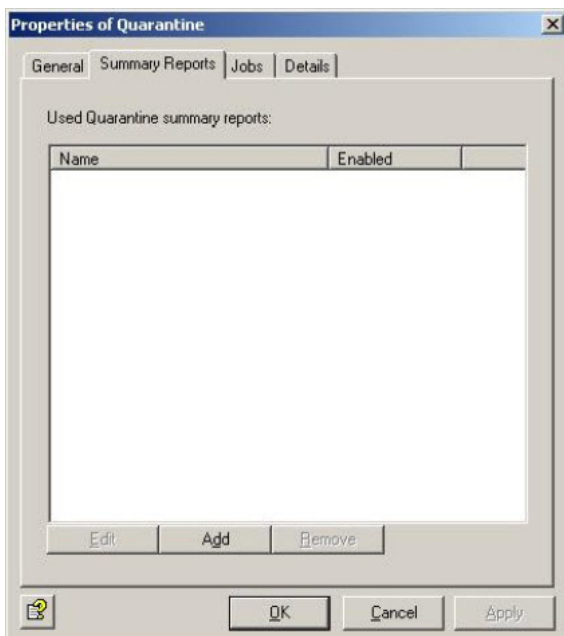 Properties of Quarantine
General Summary Reports Jobs Details
Used Quarantine summary reports:
Name Enabled
Edit Add Remove
OK Cancel Apply